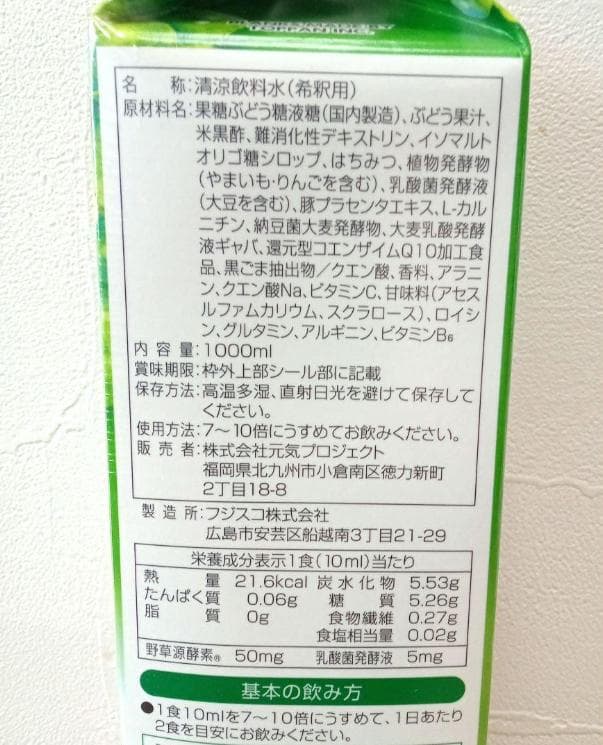 BLANKS MADE BY
TOPPAN INC.
名 称:清涼飲料水(希釈用)
原材料名:果糖ぶどう糖液糖(国内製造)、ぶどう果汁、
米黒酢、難消化性デキストリン、イソマルト
オリゴ糖シロップ、はちみつ、植物発酵物
(やまいも・りんごを含む)、乳酸菌発酵液
(大豆を含む)、豚プラセンタエキス、L-カル
ニチン、納豆菌大麦発酵物、大麦乳酸発酵
液ギャバ、還元型コエンザイムQ10加工食
品、黒ごま抽出物/クエン酸、香料、アラニ
ン、クエン酸Na、ビタミンC、甘味料(アセス
ルファムカリウム、スクラロース)、ロイシ
ン、グルタミン、アルギニン、ビタミンB₆
内容量:1000ml
賞味期限:枠外上部シール部に記載
保存方法:高温多湿、直射日光を避けて保存して
ください。
使用方法:7〜10倍にうすめてお飲みください。
販売者:株式会社元気プロジェクト
福岡県北九州市小倉南区徳力新町
2丁目18-8
製造所:フジスコ株式会社
広島市安芸区船越南3丁目21-29
栄養成分表示1食(10ml)当たり
熱量 21.6kcal 炭水化物 5.53g
たんぱく質 0.06g 糖質 5.26g
脂質 0g 食物繊維 0.27g
食塩相当量 0.02g
野草源酵素® 50mg 乳酸菌発酵液 5mg
基本の飲み方
●1食10mlを7〜10倍にうすめて、1日あたり
2食を目安にお飲みください。